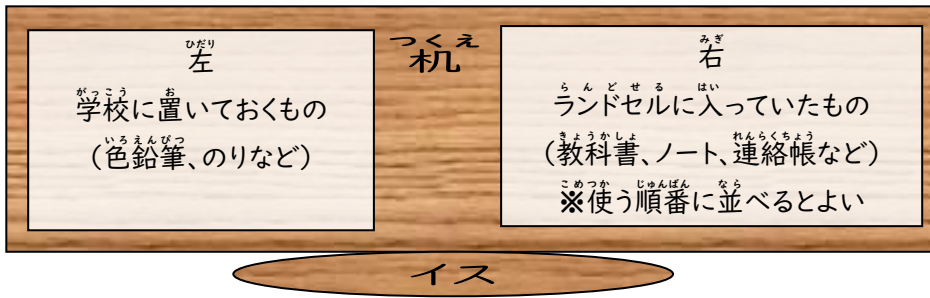 つくえ
机
ひだり
左
がっこう お
学校に置いておくもの
いろえんぴつ
（色鉛筆、のりなど）
みぎ
右
らんどせる はい
ランドセルに入っていたもの
きょうかしょ れんらくちょう
（教科書、ノート、連絡帳など）
こめつか じゅんばん なら
※使う順番に並べるとよい
イス